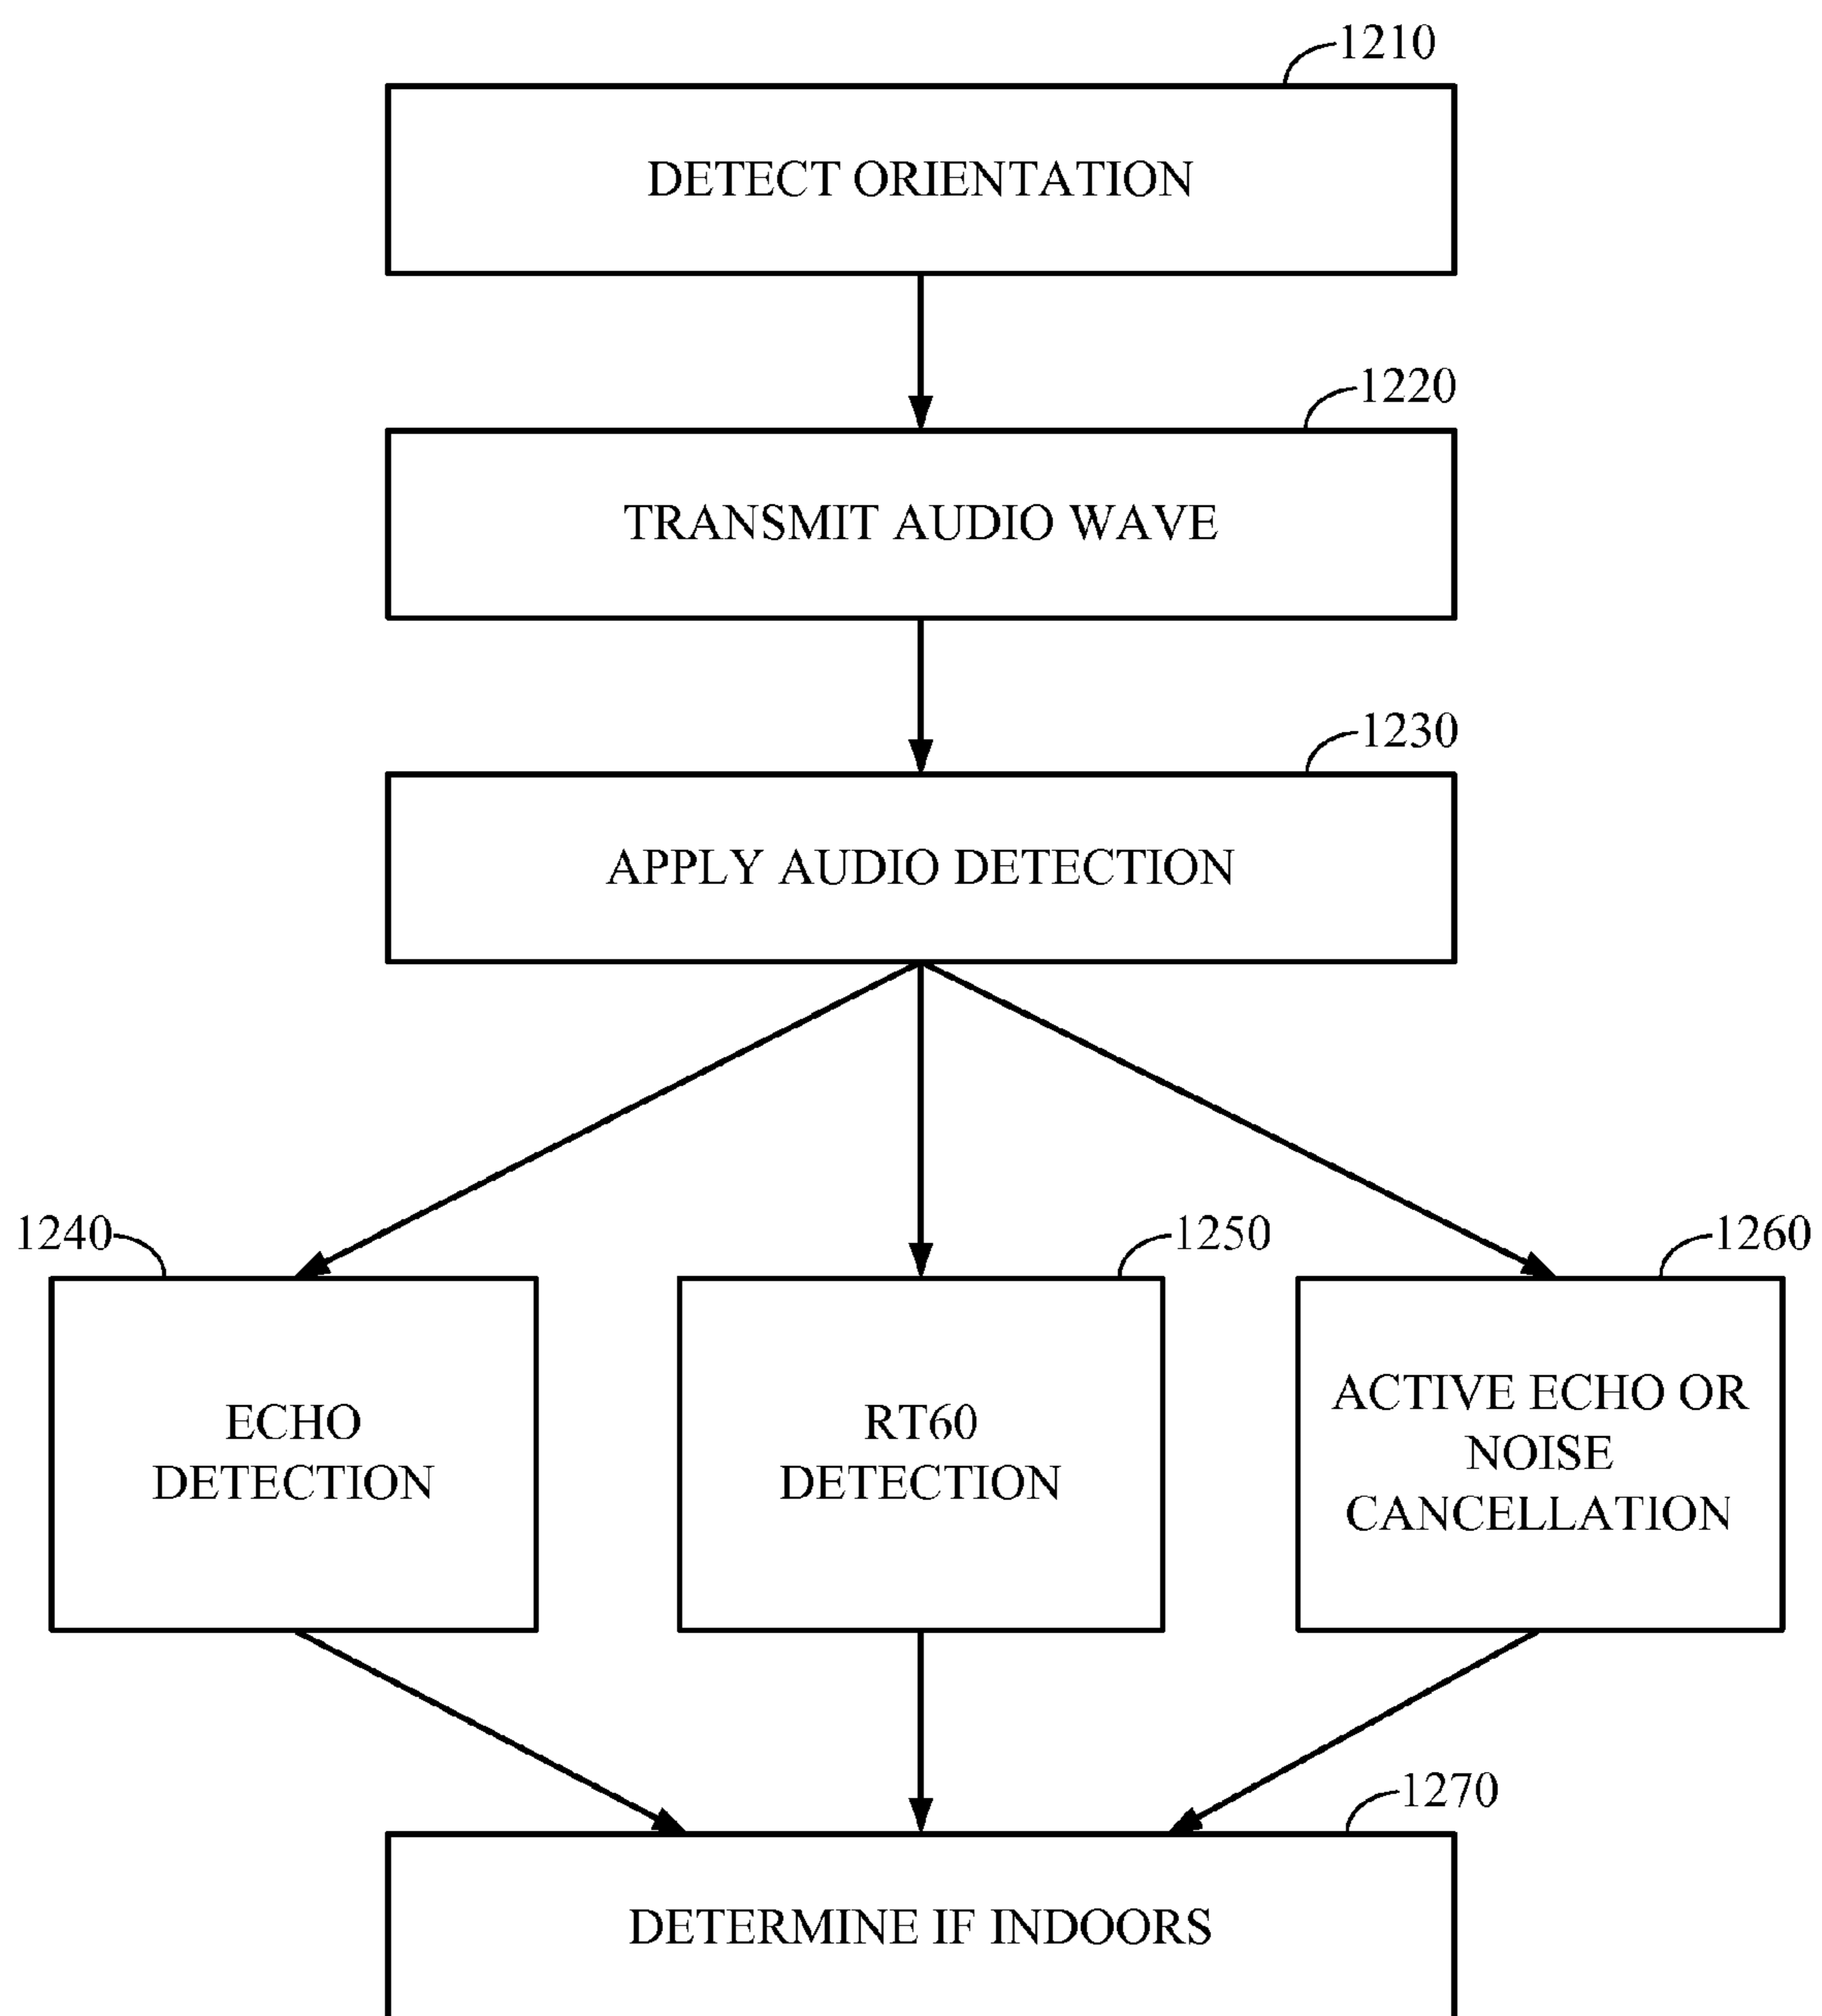 1210
DETECT ORIENTATION
1220
TRANSMIT AUDIO WAVE
1230
APPLY AUDIO DETECTION
1240
ECHO
DETECTION
1250
RT60
DETECTION
1260
ACTIVE ECHO OR
NOISE
CANCELLATION
1270
DETERMINE IF INDOORS